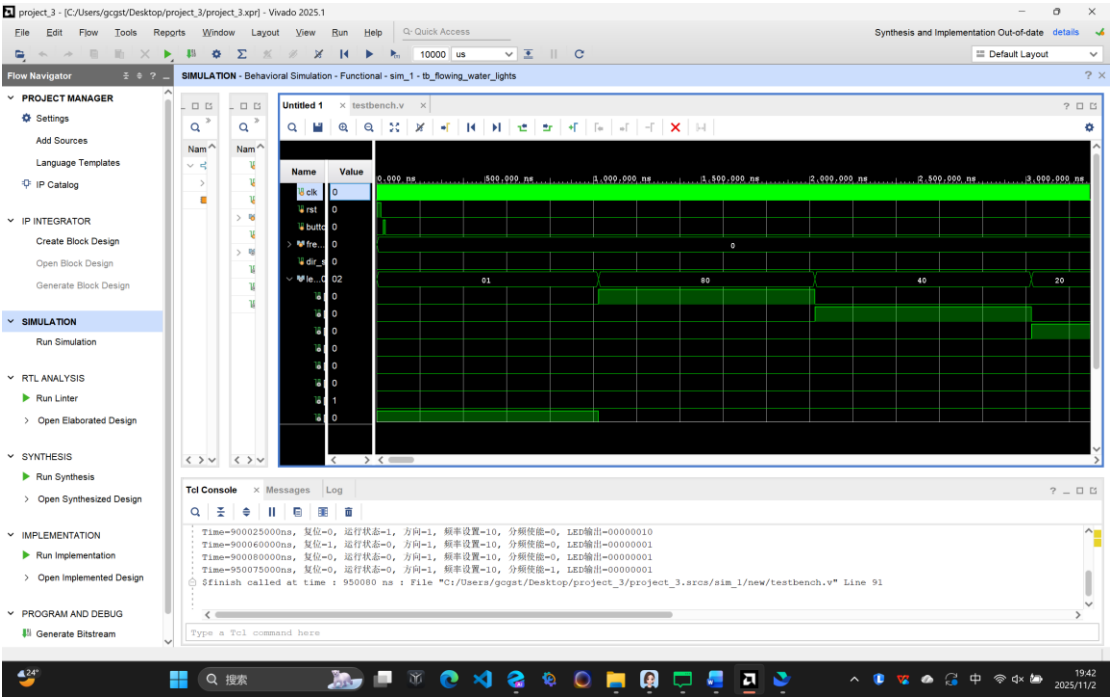 project_3 - [C:/Users/gcgst/Desktop/project_3/project_3.xpr] - Vivado 2025.1
File Edit Flow Tools Reports Window Layout View Run Help Q- Quick Access
Synthesis and Implementation Out-of-date details
10000 us
Default Layout
Flow Navigator
SIMULATION - Behavioral Simulation - Functional - sim_1 - tb_flowing_water_lights
PROJECT MANAGER
Settings
Add Sources
Language Templates
IP Catalog
IP INTEGRATOR
Create Block Design
Open Block Design
Generate Block Design
SIMULATION
Run Simulation
RTL ANALYSIS
Run Linter
Open Elaborated Design
SYNTHESIS
Run Synthesis
Open Synthesized Design
IMPLEMENTATION
Run Implementation
Open Implemented Design
PROGRAM AND DEBUG
Generate Bitstream
Nam
Nam
Untitled 1 testbench.v
Name Value
0.000 ns 500,000 ns 1,000,000 ns 1,500,000 ns 2,000,000 ns 2,500,000 ns 3,000,000 ns
clk 0
rst 0
butto 0
fre... 0 0
dir_s 0
le...0 02 01 80 40 20
0
0
0
0
0
0
1
0
Tcl Console Messages Log
Time=900025000ns, 复位=0, 运行状态=1, 方向=1, 频率设置=10, 分频使能=0, LED输出=00000010
Time=900060000ns, 复位=1, 运行状态=0, 方向=1, 频率设置=10, 分频使能=0, LED输出=00000001
Time=900080000ns, 复位=0, 运行状态=0, 方向=1, 频率设置=10, 分频使能=0, LED输出=00000001
Time=950075000ns, 复位=0, 运行状态=0, 方向=1, 频率设置=10, 分频使能=1, LED输出=00000001
$finish called at time : 950080 ns : File "C:/Users/gcgst/Desktop/project_3/project_3.srcs/sim_1/new/testbench.v" Line 91
Type a Tcl command here
24°
搜索
中
19:42
2025/11/2